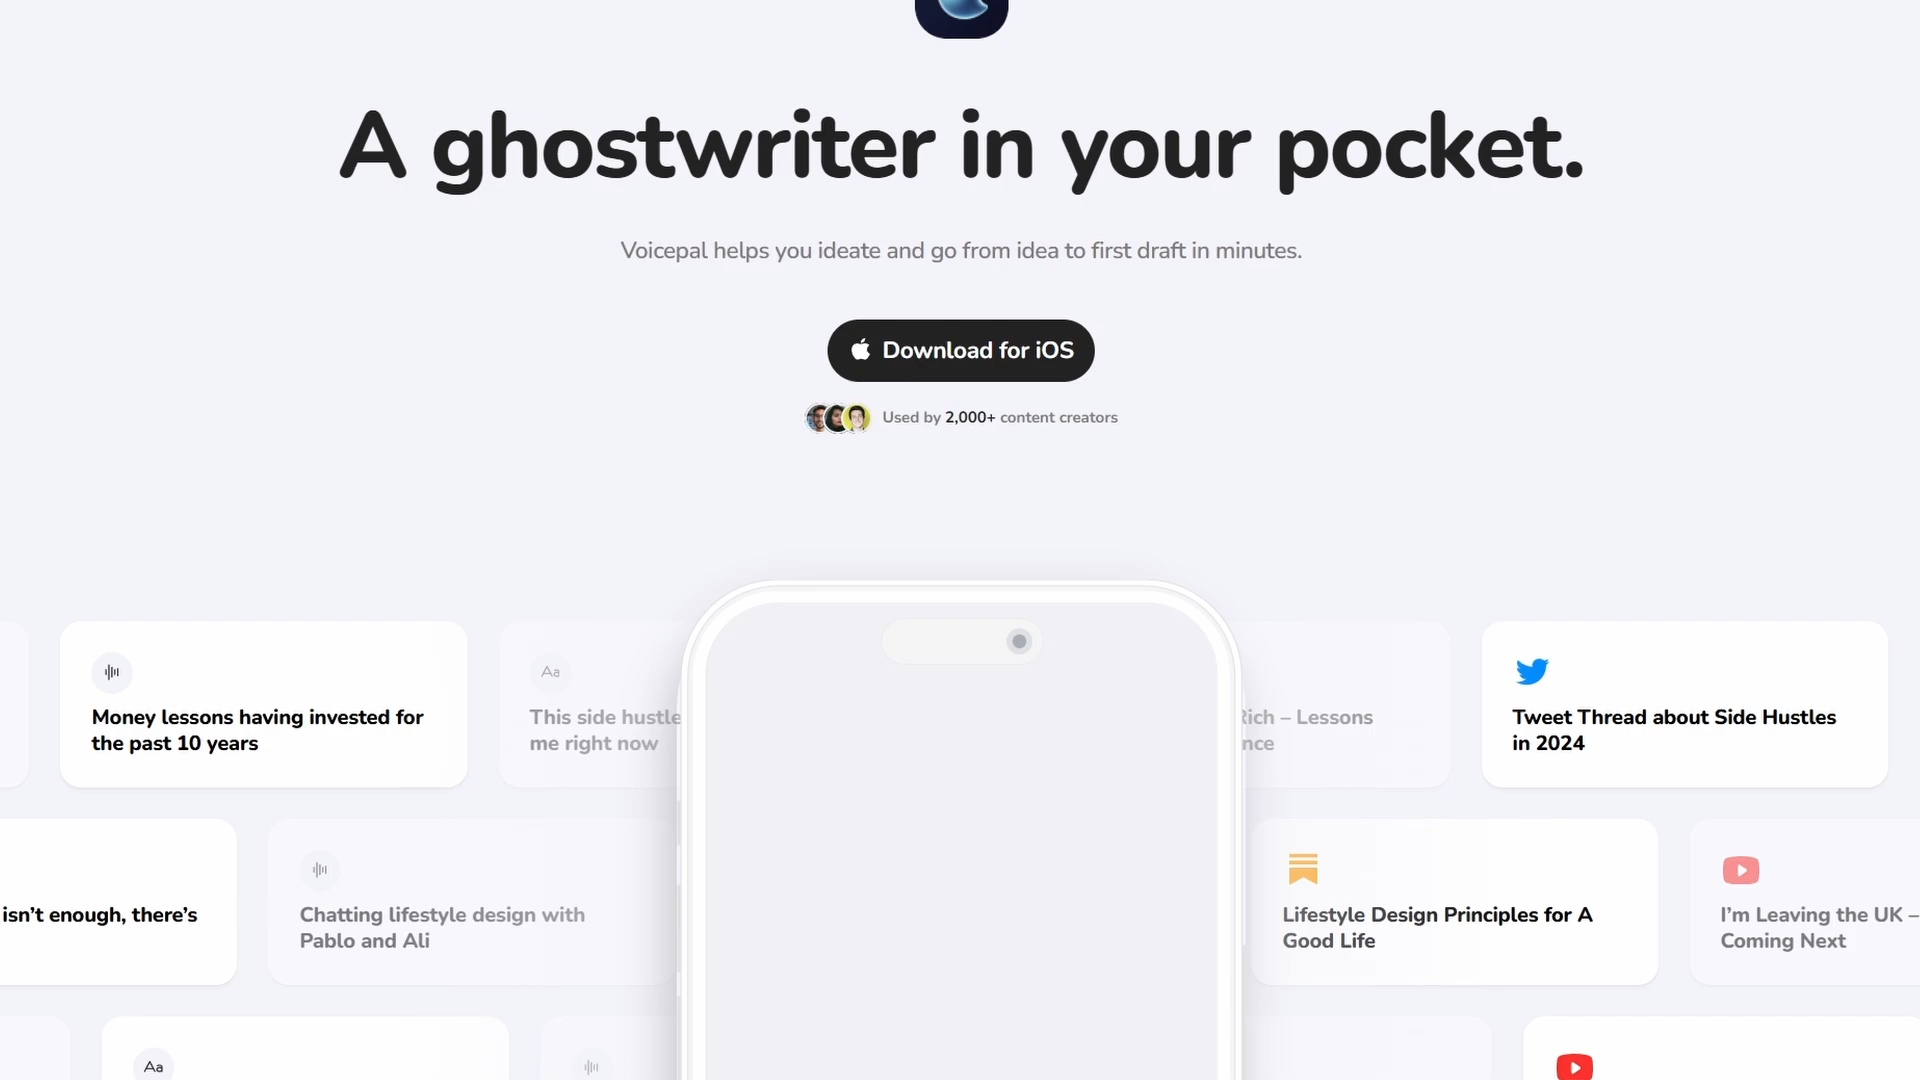 A ghostwriter in your pocket.
Voicepal helps you ideate and go from idea to first draft in minutes.
Download for iOS
Used by 2,000+ content creators
Money lessons having invested for
the past 10 years
Aa
This side hustle
me right now
Rich – Lessons
nce
Tweet Thread about Side Hustles
in 2024
isn’t enough, there’s
Chatting lifestyle design with
Pablo and Ali
Lifestyle Design Principles for A
Good Life
I’m Leaving the UK –
Coming Next
Aa